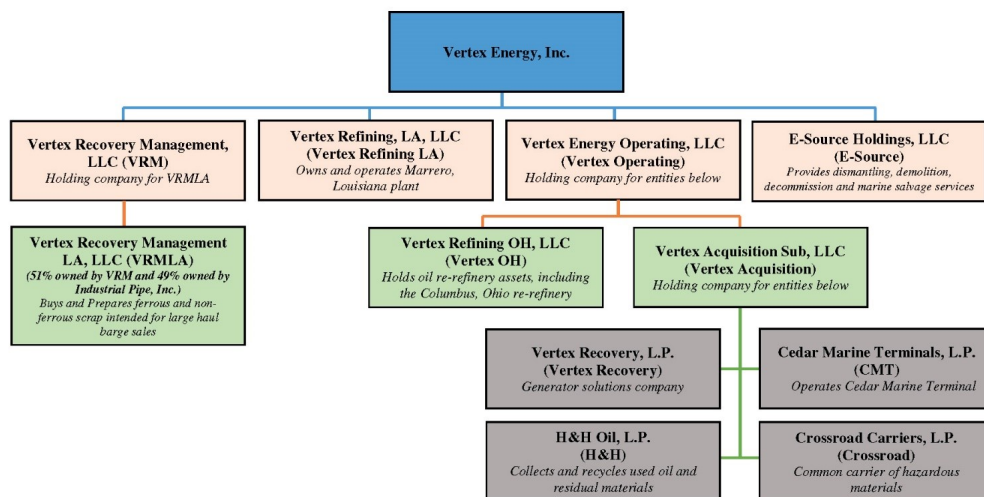 Vertex Energy, Inc.
Vertex Recovery Management,
LLC (VRM)
Holding company for VRMLA
Vertex Refining, LA, LLC
(Vertex Refining LA)
Owns and operates Marrero,
Louisiana plant
Vertex Energy Operating, LLC
(Vertex Operating)
Holding company for entities below
E-Source Holdings, LLC
(E-Source)
Provides dismantling, demolition,
decommission and marine salvage services
Vertex Recovery Management
LA, LLC (VRMLA)
(51% owned by VRM and 49% owned by
Industrial Pipe, Inc.)
Buys and Prepares ferrous and non-
ferrous scrap intended for large haul
barge sales
Vertex Refining OH, LLC
(Vertex OH)
Holds oil re-refinery assets, including
the Columbus, Ohio re-refinery
Vertex Acquisition Sub, LLC
(Vertex Acquisition)
Holding company for entities below
Vertex Recovery, L.P.
(Vertex Recovery)
Generator solutions company
Cedar Marine Terminals, L.P.
(CMT)
Operates Cedar Marine Terminal
H&H Oil, L.P.
(H&H)
Collects and recycles used oil and
residual materials
Crossroad Carriers, L.P.
(Crossroad)
Common carrier of hazardous
materials